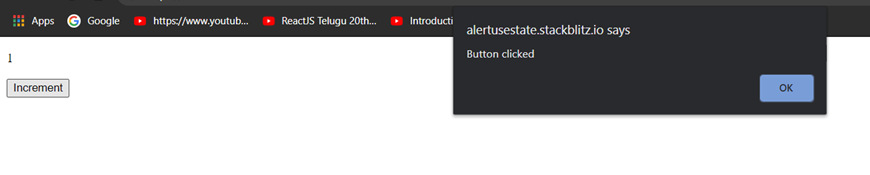 Apps Google https://www.youtub... ReactJS Telugu 20th... Introducti
alertusestate.stackblitz.io says
Button clicked
OK
1
Increment